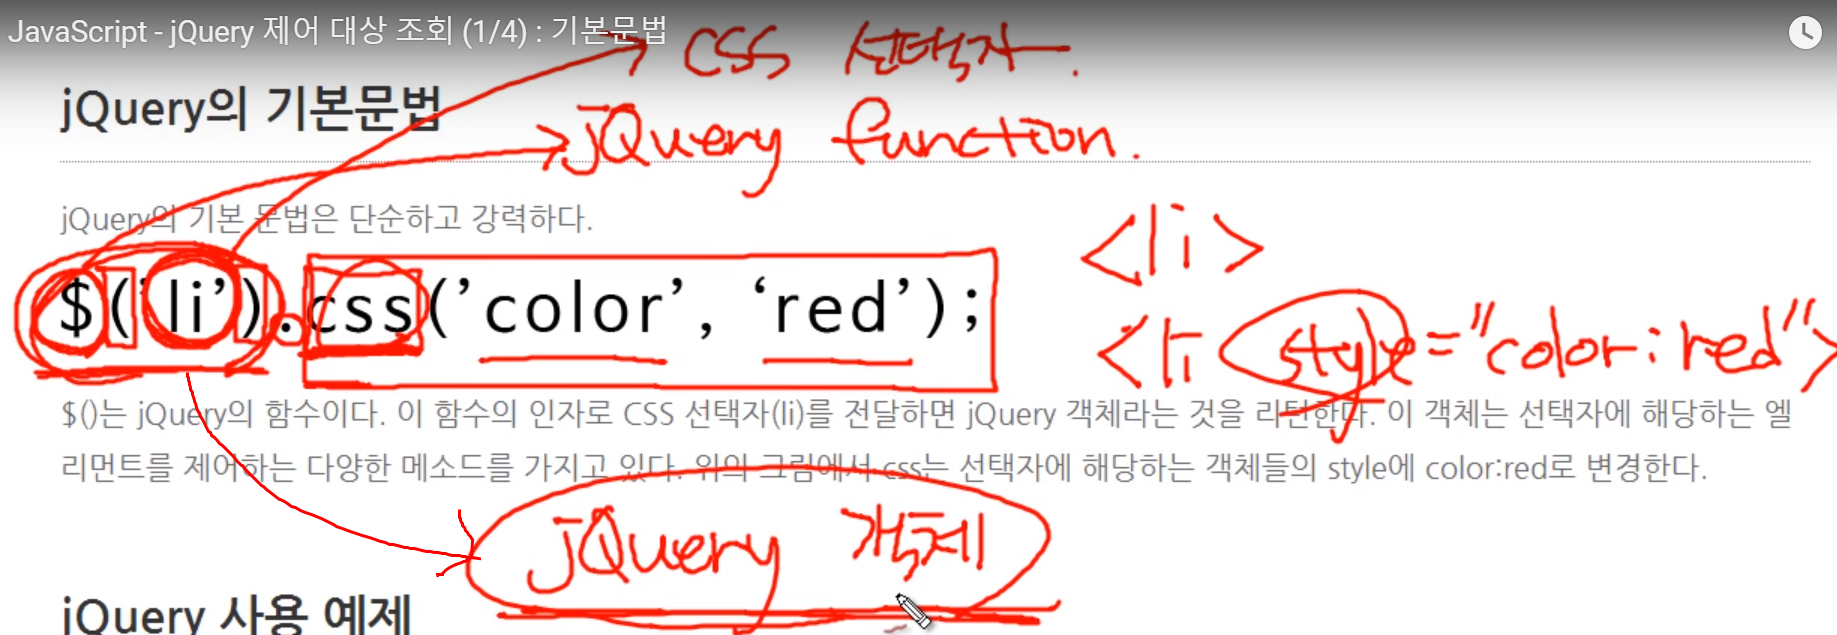 JavaScript - jQuery 제어 대상 조회 (1/4) : 기본문법
CSS 선택자.
jQuery의 기본문법
jQuery function.
jQuery의 기본 문법은 단순하고 강력하다.
<li>
$('li').css('color', 'red');
<li style="color:red">
$()는 jQuery의 함수이다. 이 함수의 인자로 CSS 선택자(li)를 전달하면 jQuery 객체라는 것을 리턴한다. 이 객체는 선택자에 해당하는 엘
리먼트를 제어하는 다양한 메소드를 가지고 있다. 위의 그림에서 css는 선택자에 해당하는 객체들의 style에 color:red로 변경한다.
jQuery 객체
jQuery 사용 예제